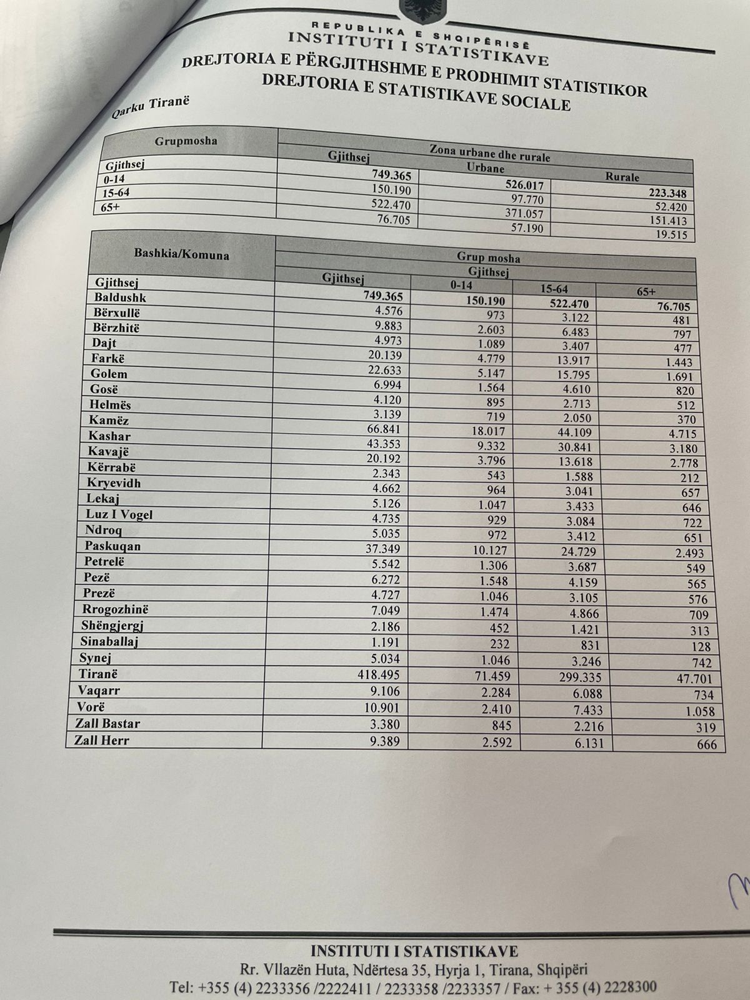 REPUBLIKA E SHQIPËRISË
INSTITUTI I STATISTIKAVE
DREJTORIA E PËRGJITHSHME E PRODHIMIT STATISTIKOR
DREJTORIA E STATISTIKAVE SOCIALE
Qarku Tiranë
Grupmosha Zona urbane dhe rurale
Gjithsej Urbane Rurale
Gjithsej 749.365 526.017 223.348
0-14 150.190 97.770 52.420
15-64 522.470 371.057 151.413
65+ 76.705 57.190 19.515
Bashkia/Komuna Grup mosha
Gjithsej
Gjithsej 0-14 15-64 65+
Gjithsej 749.365 150.190 522.470 76.705
Baldushk 4.576 973 3.122 481
Bërxullë 9.883 2.603 6.483 797
Bërzhitë 4.973 1.089 3.407 477
Dajt 20.139 4.779 13.917 1.443
Farkë 22.633 5.147 15.795 1.691
Golem 6.994 1.564 4.610 820
Gosë 4.120 895 2.713 512
Helmës 3.139 719 2.050 370
Kamëz 66.841 18.017 44.109 4.715
Kashar 43.353 9.332 30.841 3.180
Kavajë 20.192 3.796 13.618 2.778
Kërrabë 2.343 543 1.588 212
Kryevidh 4.662 964 3.041 657
Lekaj 5.126 1.047 3.433 646
Luz I Vogel 4.735 929 3.084 722
Ndroq 5.035 972 3.412 651
Paskuqan 37.349 10.127 24.729 2.493
Petrelë 5.542 1.306 3.687 549
Pezë 6.272 1.548 4.159 565
Prezë 4.727 1.046 3.105 576
Rrogozhinë 7.049 1.474 4.866 709
Shëngjergj 2.186 452 1.421 313
Sinaballaj 1.191 232 831 128
Synej 5.034 1.046 3.246 742
Tiranë 418.495 71.459 299.335 47.701
Vaqarr 9.106 2.284 6.088 734
Vorë 10.901 2.410 7.433 1.058
Zall Bastar 3.380 845 2.216 319
Zall Herr 9.389 2.592 6.131 666
INSTITUTI I STATISTIKAVE
Rr. Vllazën Huta, Ndërtesa 35, Hyrja 1, Tirana, Shqipëri
Tel: +355 (4) 2233356 /2222411 / 2233358 /2233357 / Fax: + 355 (4) 2228300